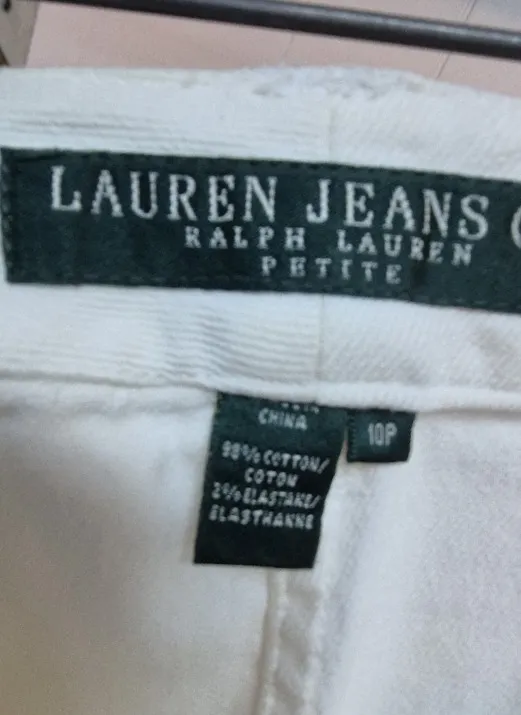 LAUREN JEANS
RALPH LAUREN
PETITE
CHINA
10P
98% COTTON/
COTON
2% ELASTANE/
ELASTHANNE